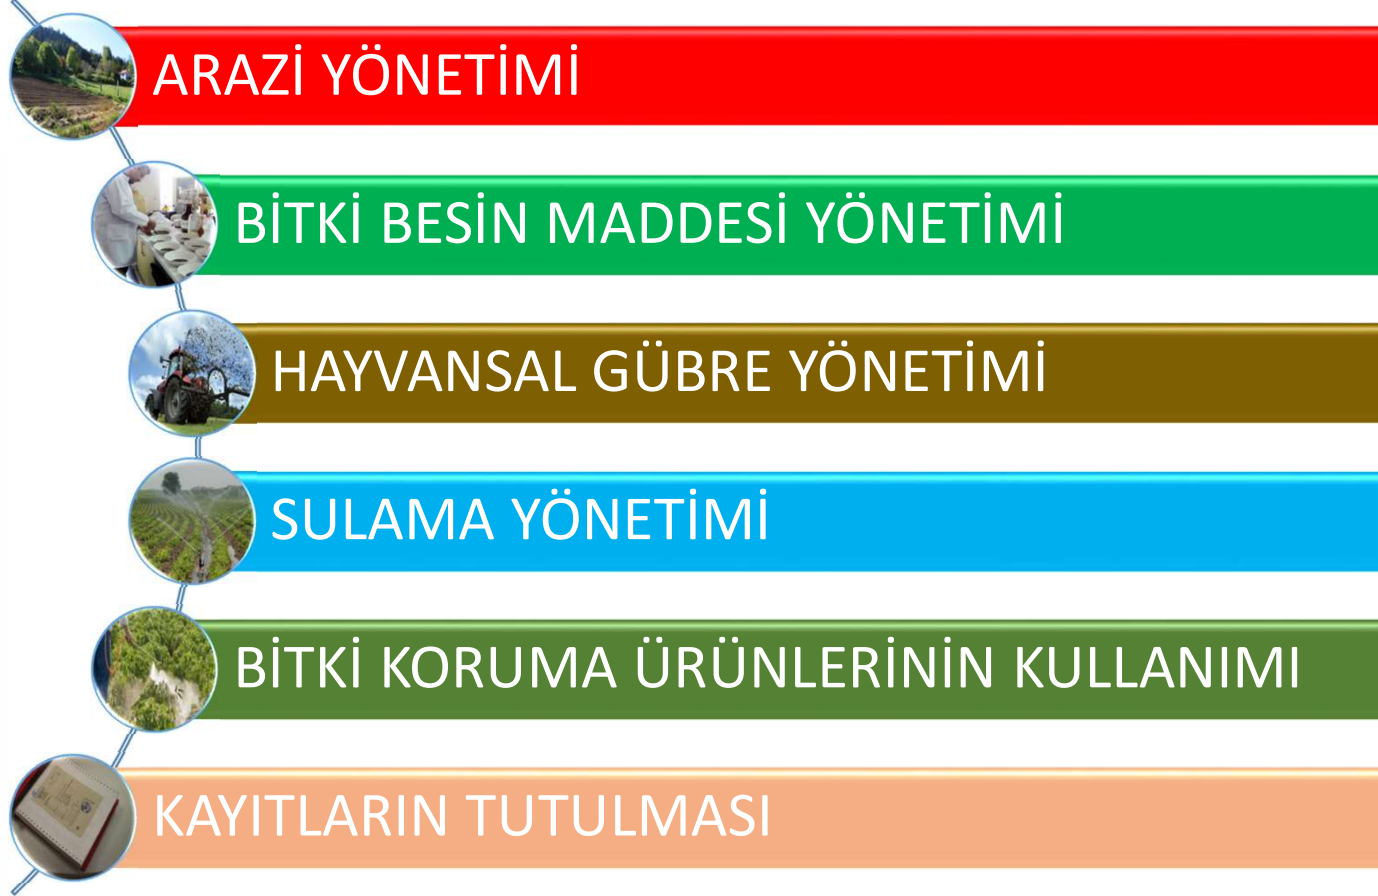 ARAZİ YÖNETİMİ
BİTKİ BESİN MADDESİ YÖNETİMİ
HAYVANSAL GÜBRE YÖNETİMİ
SULAMA YÖNETİMİ
BİTKİ KORUMA ÜRÜNLERİNİN KULLANIMI
KAYITLARIN TUTULMASI